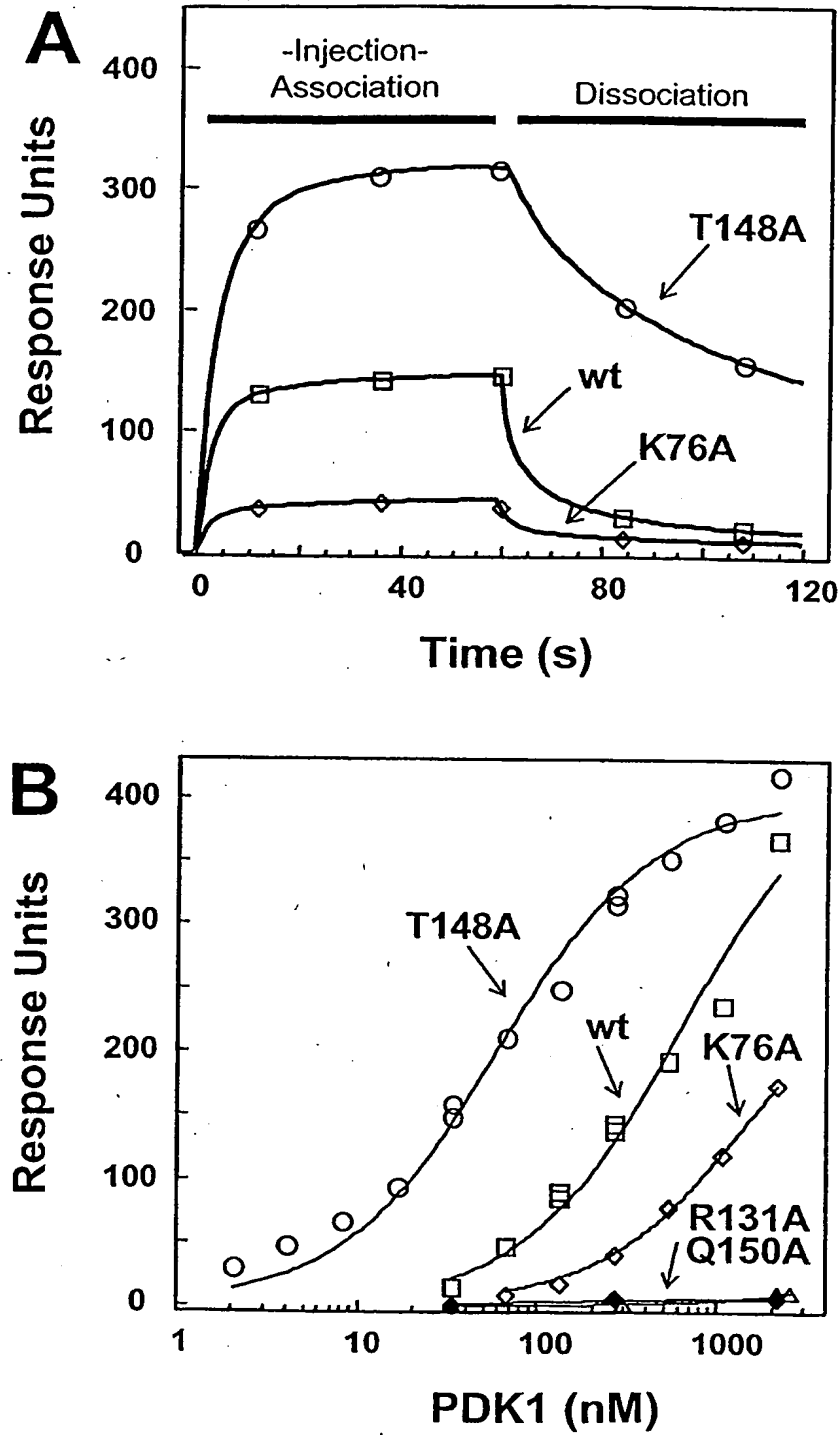 A
400
300
200
100
0
Response Units
-Injection-
Association
Dissociation
T148A
wt
K76A
0
40
80
120
Time (s)
B
400
300
200
100
0
Response Units
T148A
wt
K76A
R131A
Q150A
1
10
100
1000
PDK1 (nM)